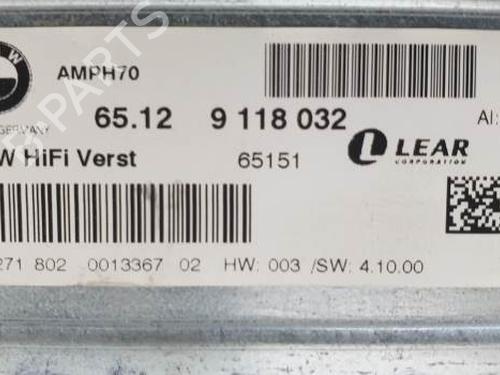 W
AMPH70
AI:
GERMANY
65.12 9 118 032
W HiFi Verst 65151
LEAR
CORPORATION
271 802 0013367 02 HW: 003 /SW: 4.10.00
PARTS